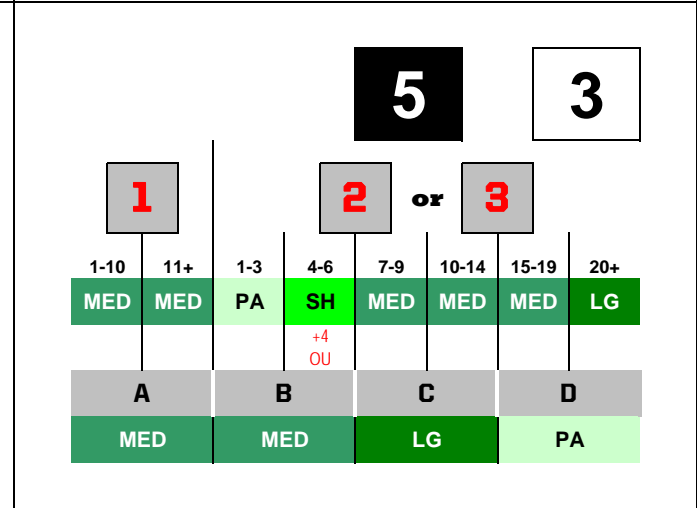 5 3
1 2 or 3
1-10 11+ 1-3 4-6 7-9 10-14 15-19 20+
MED MED PA SH MED MED MED LG
+4
OU
A B C D
MED MED LG PA